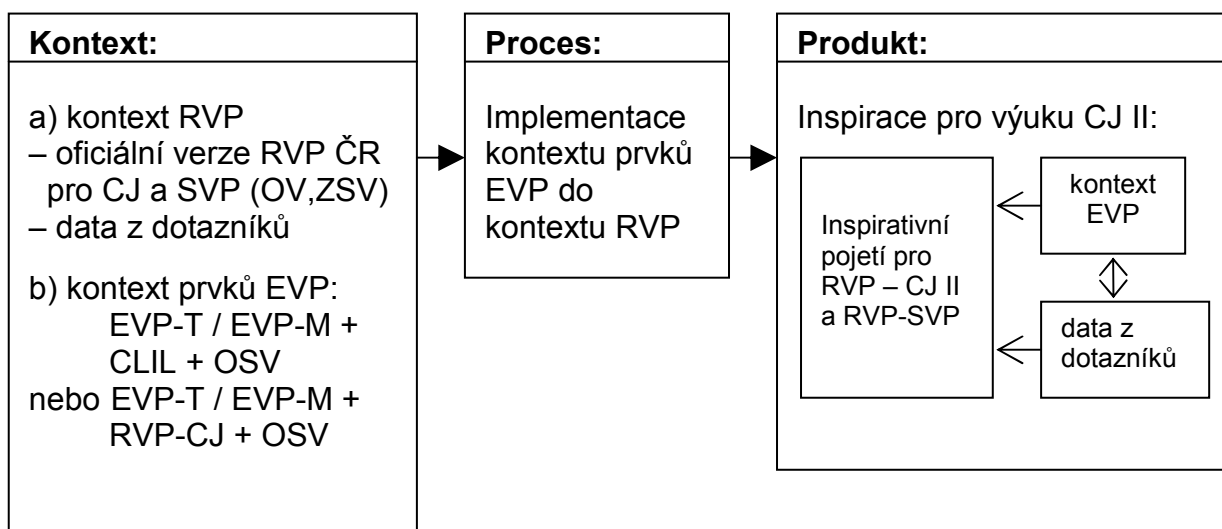 Kontext:
a) kontext RVP
– oficiální verze RVP ČR
pro CJ a SVP (OV,ZSV)
– data z dotazníků
b) kontext prvků EVP:
EVP-T / EVP-M +
CLIL + OSV
nebo EVP-T / EVP-M +
RVP-CJ + OSV
Proces:
Implementace
kontextu prvků
EVP do
kontextu RVP
Produkt:
Inspirace pro výuku CJ II:
Inspirativní
pojetí pro
RVP – CJ II
a RVP-SVP
kontext
EVP
data z
dotazníků